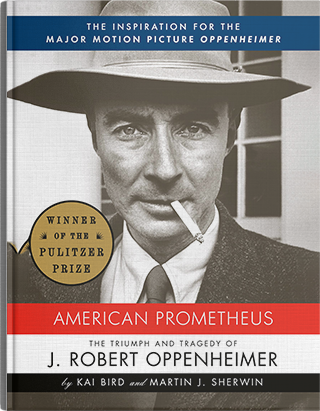 THE INSPIRATION FOR THE
MAJOR MOTION PICTURE OPPENHEIMER
WINNER
OF THE
PULITZER
PRIZE
AMERICAN PROMETHEUS
THE TRIUMPH AND TRAGEDY OF
J. ROBERT OPPENHEIMER
by KAI BIRD and MARTIN J. SHERWIN